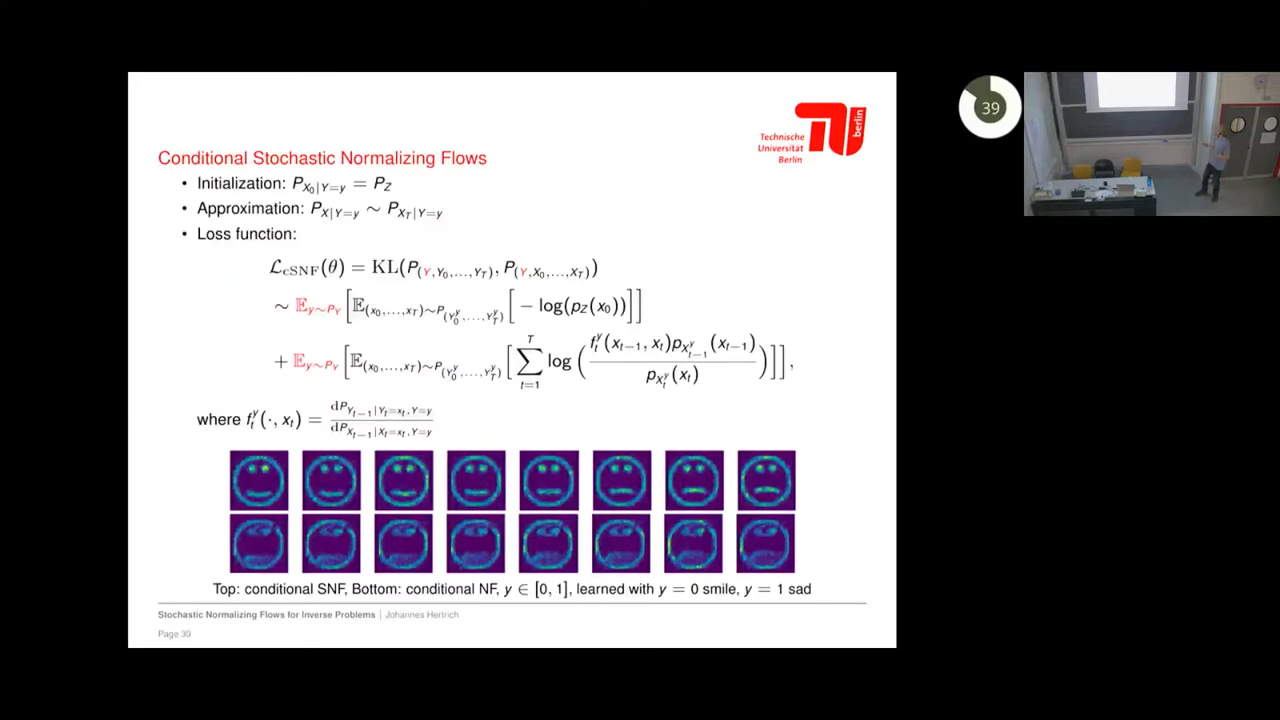 Technische
Universität
Berlin
berlin
39
Conditional Stochastic Normalizing Flows
• Initialization: P_{X_0|Y=y} = P_Z
• Approximation: P_{X|Y=y} ∼ P_{X_T|Y=y}
• Loss function:
L_{cSNF}(θ) = KL(P_{(Y,Y_0,...,Y_T)}, P_{(Y,X_0,...,X_T)})
∼ E_{y∼P_Y}[E_{(x_0,...,x_T)∼P_{(Y_0^y,...,Y_T^y)}}[− log(p_Z(x_0))]]
+ E_{y∼P_Y}[E_{(x_0,...,x_T)∼P_{(Y_0^y,...,Y_T^y)}}[∑_{t=1}^{T} log(f_t^y(x_{t−1}, x_t)p_{X_{t−1}^y}(x_{t−1}) / p_{X_t^y}(x_t))]],
where f_t^y(·, x_t) = dP_{Y_{t−1}|Y_t=x_t,Y=y} / dP_{X_{t−1}|X_t=x_t,Y=y}
Top: conditional SNF, Bottom: conditional NF, y ∈ [0, 1], learned with y = 0 smile, y = 1 sad
Stochastic Normalizing Flows for Inverse Problems | Johannes Hertrich
Page 39